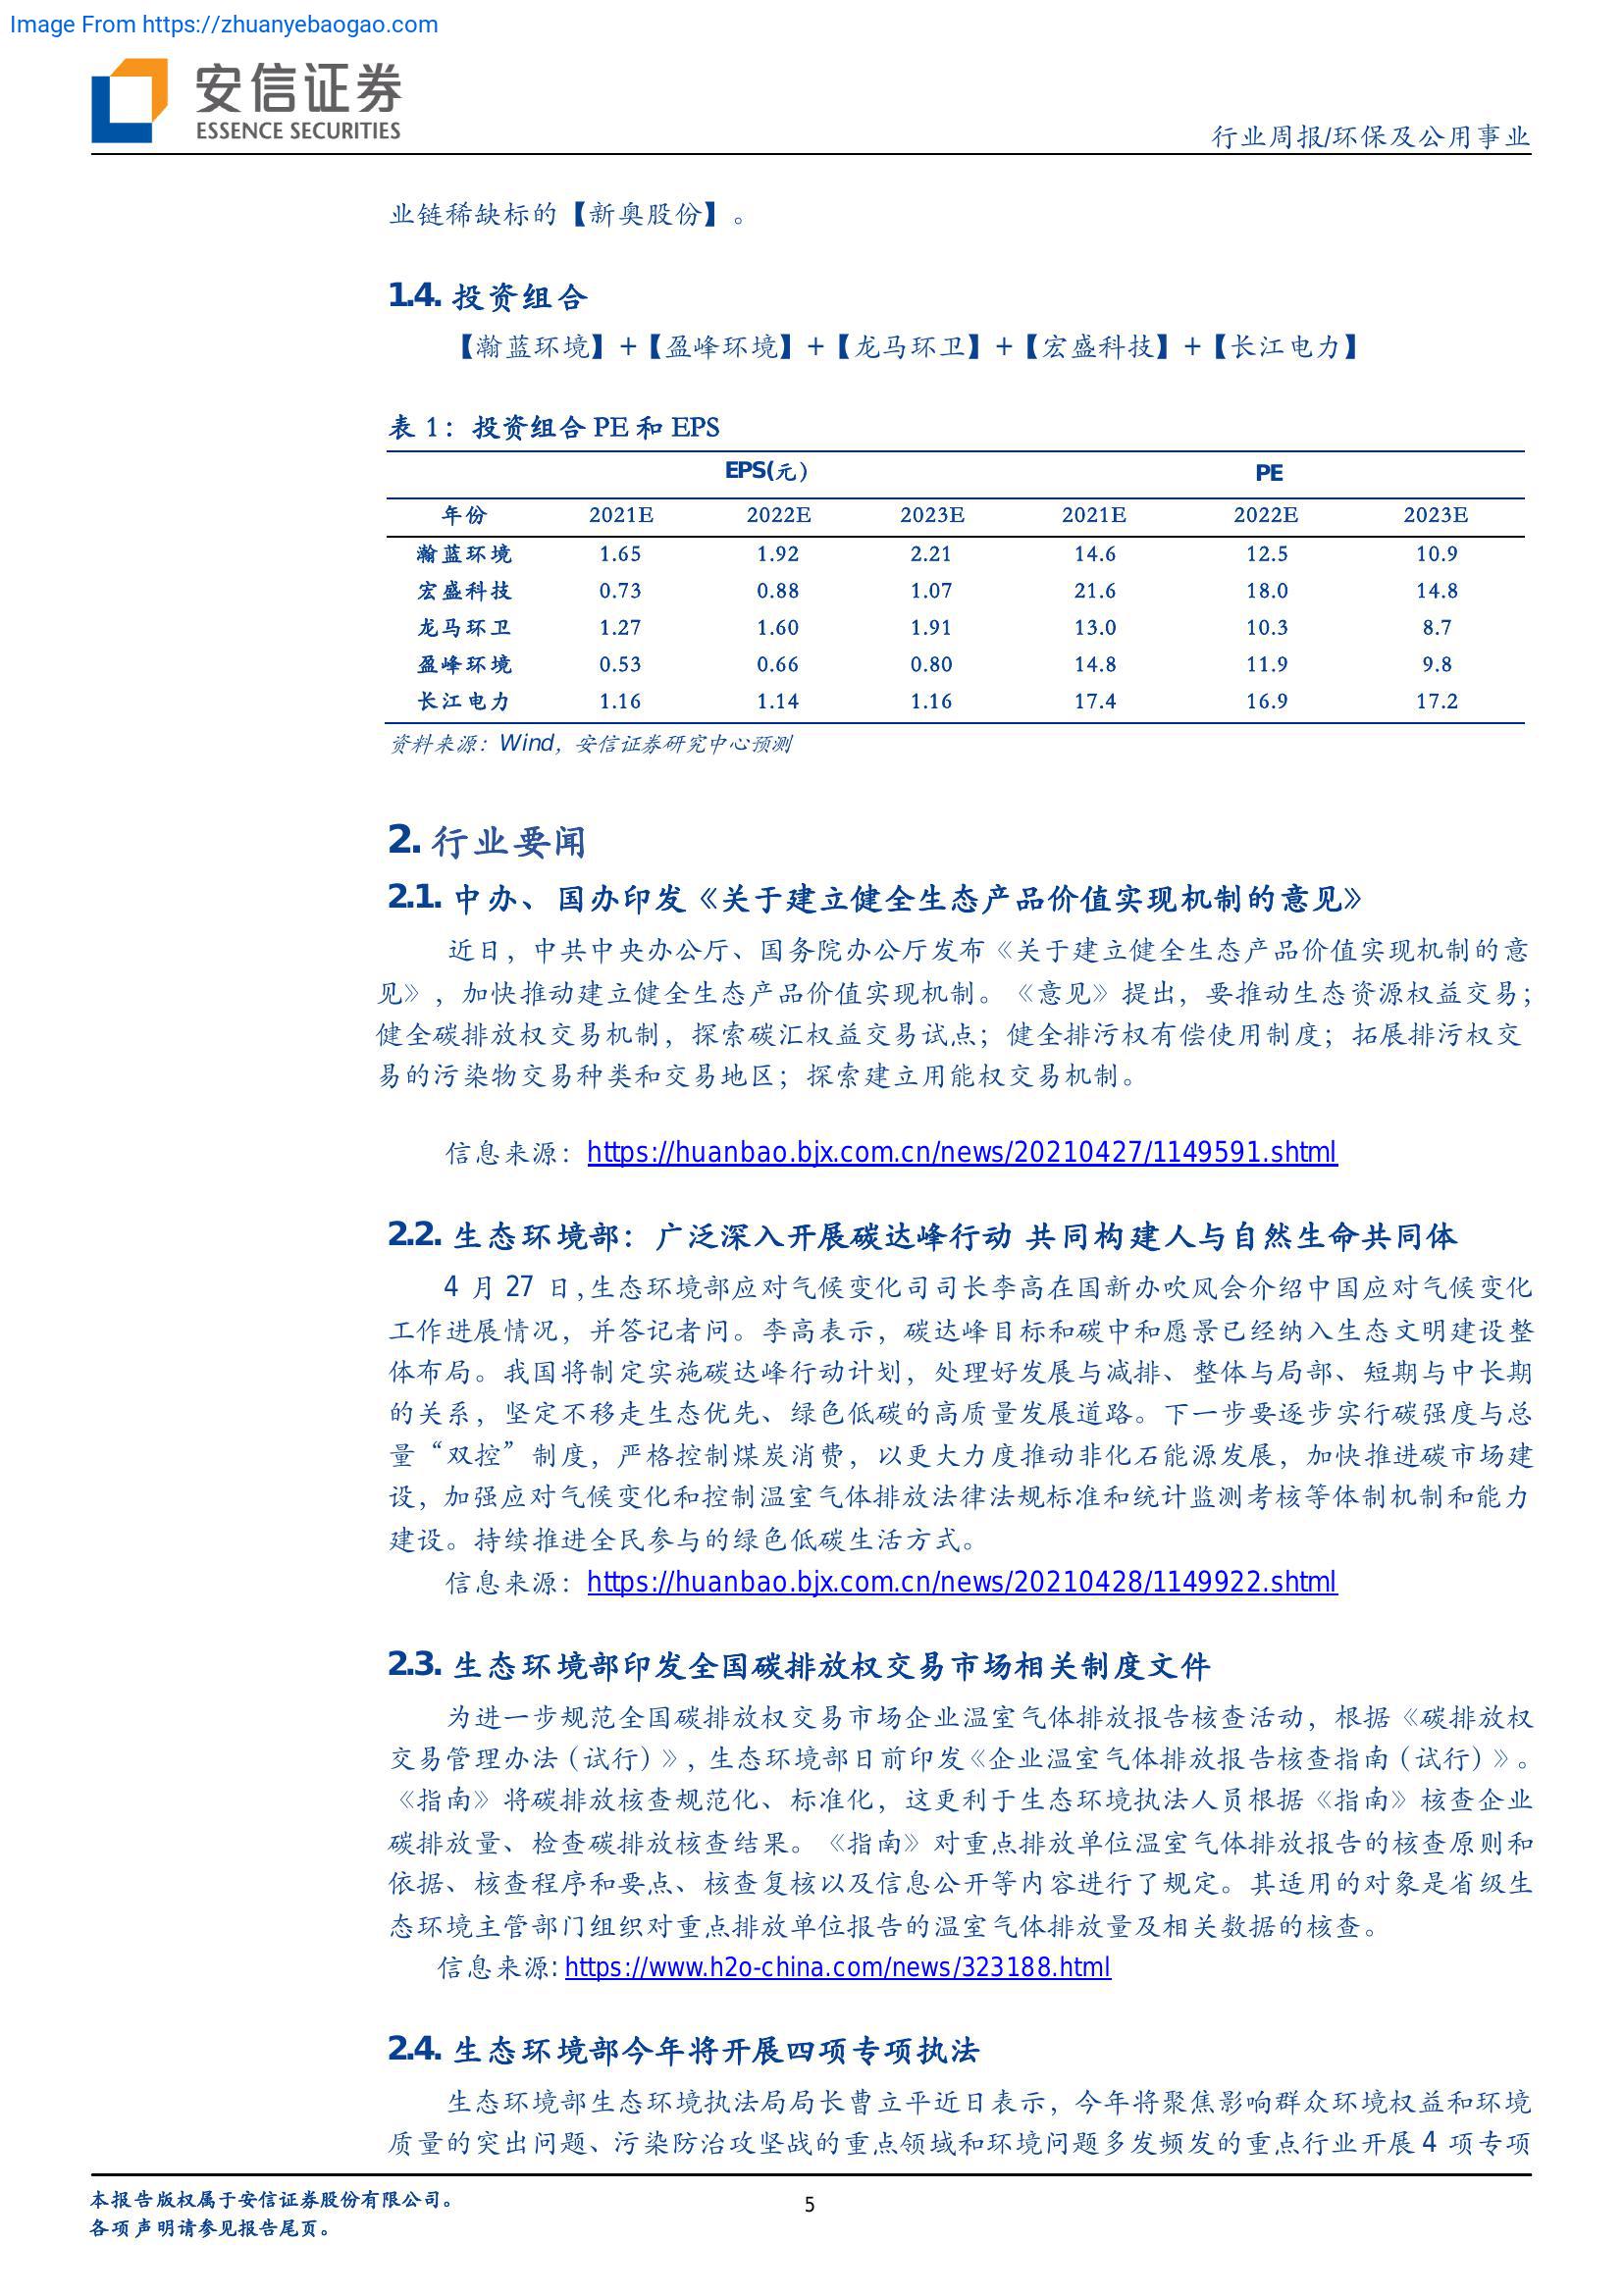 Image From https://zhuanyebaogao.com
安信证券
ESSENCE SECURITIES
行业周报/环保及公用事业
业链稀缺标的【新奥股份】。
1.4. 投资组合
【瀚蓝环境】+【盈峰环境】+【龙马环卫】+【宏盛科技】+【长江电力】
表 1：投资组合 PE 和 EPS
EPS(元） PE
年份 2021E 2022E 2023E 2021E 2022E 2023E
瀚蓝环境 1.65 1.92 2.21 14.6 12.5 10.9
宏盛科技 0.73 0.88 1.07 21.6 18.0 14.8
龙马环卫 1.27 1.60 1.91 13.0 10.3 8.7
盈峰环境 0.53 0.66 0.80 14.8 11.9 9.8
长江电力 1.16 1.14 1.16 17.4 16.9 17.2
资料来源：Wind，安信证券研究中心预测
2. 行业要闻
2.1. 中办、国办印发《关于建立健全生态产品价值实现机制的意见》
近日，中共中央办公厅、国务院办公厅发布《关于建立健全生态产品价值实现机制的意
见》，加快推动建立健全生态产品价值实现机制。《意见》提出，要推动生态资源权益交易；
健全碳排放权交易机制，探索碳汇权益交易试点；健全排污权有偿使用制度；拓展排污权交
易的污染物交易种类和交易地区；探索建立用能权交易机制。
信息来源：https://huanbao.bjx.com.cn/news/20210427/1149591.shtml
2.2. 生态环境部：广泛深入开展碳达峰行动 共同构建人与自然生命共同体
4 月 27 日,生态环境部应对气候变化司司长李高在国新办吹风会介绍中国应对气候变化
工作进展情况，并答记者问。李高表示，碳达峰目标和碳中和愿景已经纳入生态文明建设整
体布局。我国将制定实施碳达峰行动计划，处理好发展与减排、整体与局部、短期与中长期
的关系，坚定不移走生态优先、绿色低碳的高质量发展道路。下一步要逐步实行碳强度与总
量“双控”制度，严格控制煤炭消费，以更大力度推动非化石能源发展，加快推进碳市场建
设，加强应对气候变化和控制温室气体排放法律法规标准和统计监测考核等体制机制和能力
建设。持续推进全民参与的绿色低碳生活方式。
信息来源：https://huanbao.bjx.com.cn/news/20210428/1149922.shtml
2.3. 生态环境部印发全国碳排放权交易市场相关制度文件
为进一步规范全国碳排放权交易市场企业温室气体排放报告核查活动，根据《碳排放权
交易管理办法（试行）》，生态环境部日前印发《企业温室气体排放报告核查指南（试行）》。
《指南》将碳排放核查规范化、标准化，这更利于生态环境执法人员根据《指南》核查企业
碳排放量、检查碳排放核查结果。《指南》对重点排放单位温室气体排放报告的核查原则和
依据、核查程序和要点、核查复核以及信息公开等内容进行了规定。其适用的对象是省级生
态环境主管部门组织对重点排放单位报告的温室气体排放量及相关数据的核查。
信息来源: https://www.h2o-china.com/news/323188.html
2.4. 生态环境部今年将开展四项专项执法
生态环境部生态环境执法局局长曹立平近日表示，今年将聚焦影响群众环境权益和环境
质量的突出问题、污染防治攻坚战的重点领域和环境问题多发频发的重点行业开展 4 项专项
本报告版权属于安信证券股份有限公司。
各项声明请参见报告尾页。
5